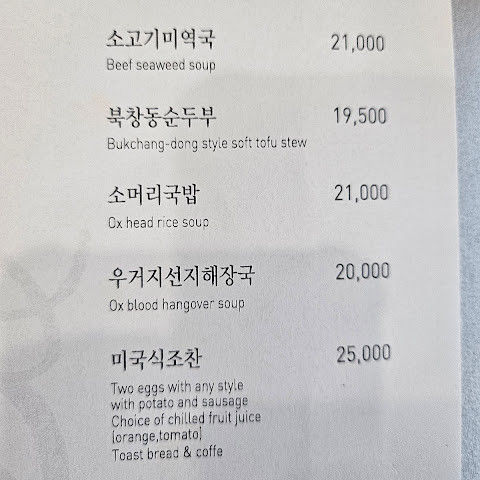 소고기미역국 21,000
Beef seaweed soup
북창동순두부 19,500
Bukchang-dong style soft tofu stew
소머리국밥 21,000
Ox head rice soup
우거지선지해장국 20,000
Ox blood hangover soup
미국식조찬 25,000
Two eggs with any style
with potato and sausage
Choice of chilled fruit juice
[orange,tomato]
Toast bread & coffe